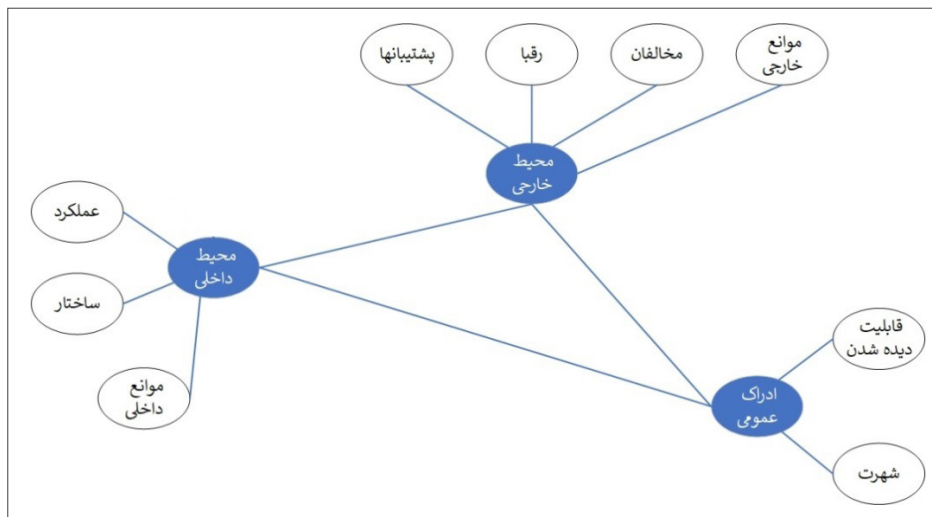 موانع
خارجی
مخالفان
رقبا
پشتیبانها
محیط
خارجی
عملکرد
محیط
داخلی
ساختار
موانع
داخلی
قابلیت
دیده شدن
ادراک
عمومی
شهرت